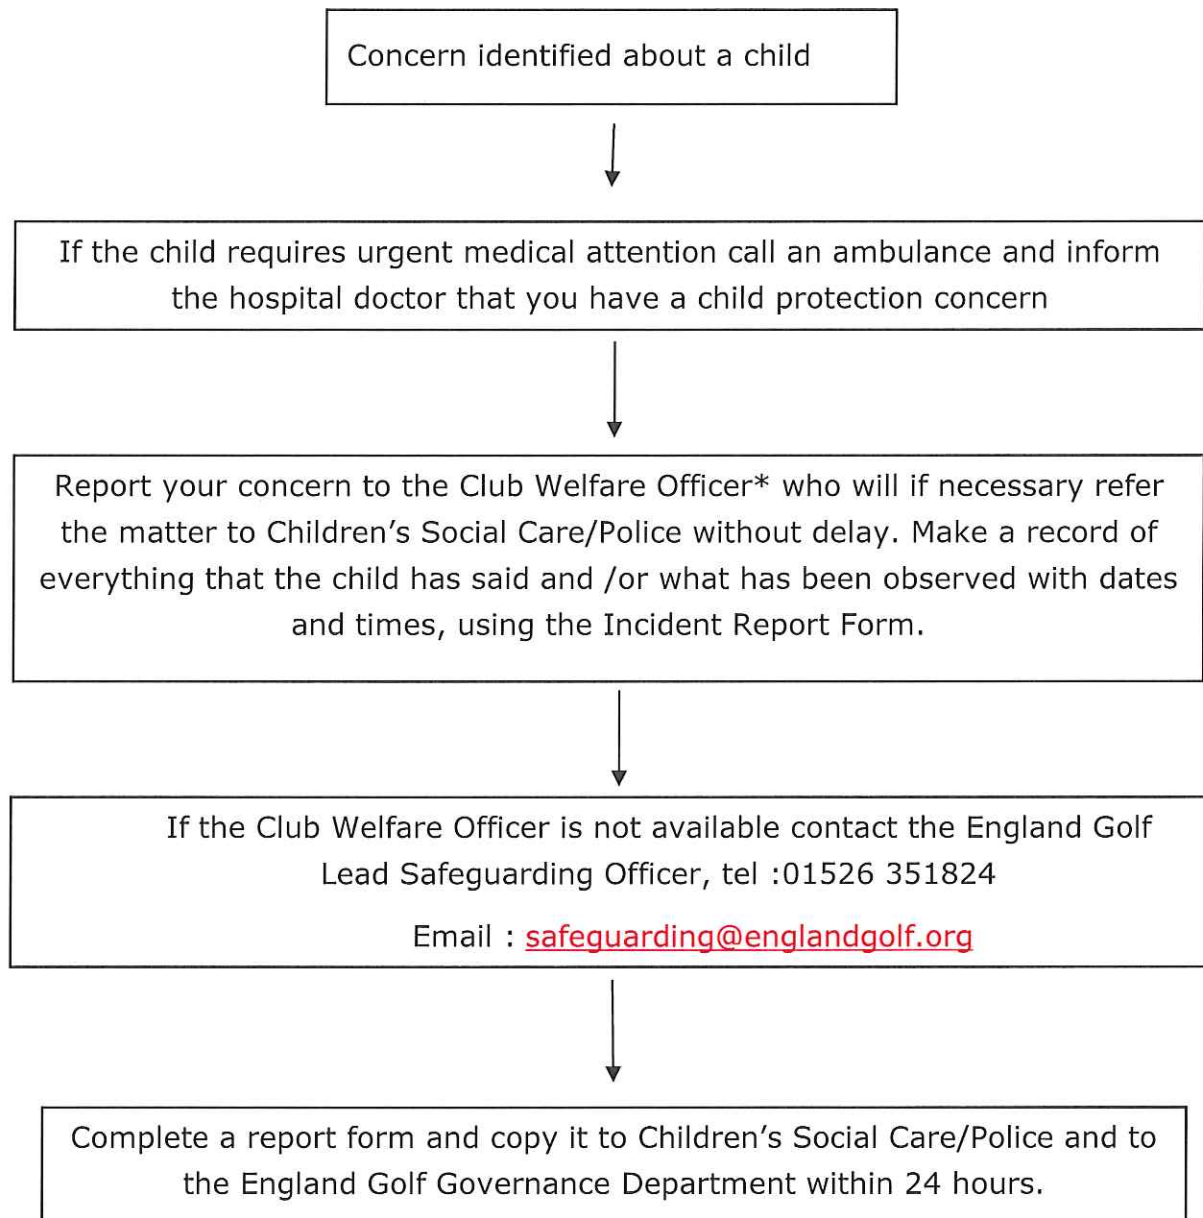 Concern identified about a child
If the child requires urgent medical attention call an ambulance and inform
the hospital doctor that you have a child protection concern
Report your concern to the Club Welfare Officer* who will if necessary refer
the matter to Children’s Social Care/Police without delay. Make a record of
everything that the child has said and /or what has been observed with dates
and times, using the Incident Report Form.
If the Club Welfare Officer is not available contact the England Golf
Lead Safeguarding Officer, tel :01526 351824
Email : safeguarding@englandgolf.org
Complete a report form and copy it to Children’s Social Care/Police and to
the England Golf Governance Department within 24 hours.